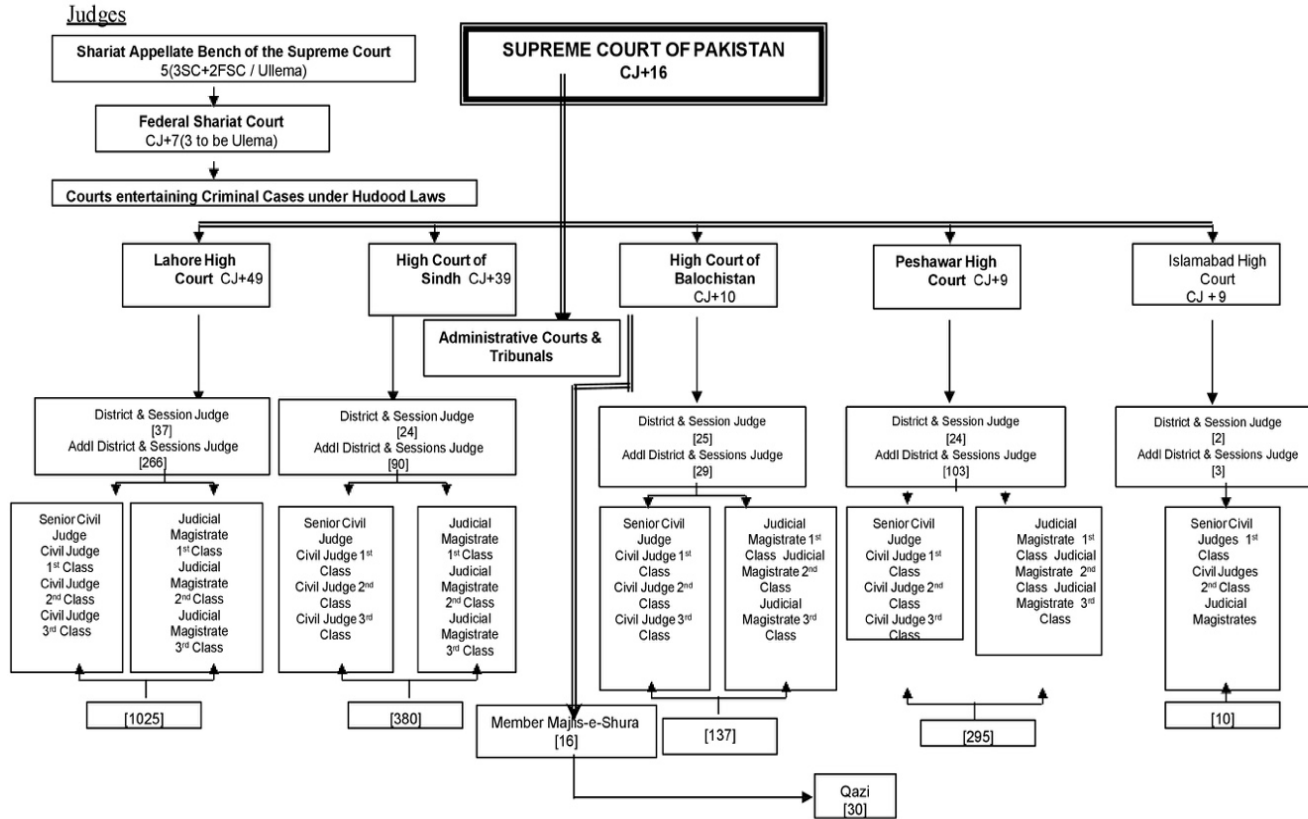 Judges
Shariat Appellate Bench of the Supreme Court
5(3SC+2FSC / Ullema)
SUPREME COURT OF PAKISTAN
CJ+16
Federal Shariat Court
CJ+7(3 to be Ulema)
Courts entertaining Criminal Cases under Hudood Laws
Lahore High
Court CJ+49
High Court of
Sindh CJ+39
High Court of
Balochistan
CJ+10
Peshawar High
Court CJ+9
Islamabad High
Court
CJ + 9
Administrative Courts &
Tribunals
District & Session Judge
[37]
Addl District & Sessions Judge
[266]
District & Session Judge
[24]
Addl District & Sessions Judge
[90]
District & Session Judge
[25]
Addl District & Sessions Judge
[29]
District & Session Judge
[24]
Addl District & Sessions Judge
[103]
District & Session Judge
[2]
Addl District & Sessions Judge
[3]
Senior Civil
Judge
Civil Judge
1st Class
Civil Judge
2nd Class
Civil Judge
3rd Class
Judicial
Magistrate
1st Class
Judicial
Magistrate
2nd Class
Judicial
Magistrate
3rd Class
Senior Civil
Judge
Civil Judge 1st
Class
Civil Judge 2nd
Class
Civil Judge 3rd
Class
Judicial
Magistrate
1st Class
Judicial
Magistrate
2nd Class
Judicial
Magistrate
3rd Class
Senior Civil
Judge
Civil Judge 1st
Class
Civil Judge 2nd
Class
Civil Judge 3rd
Class
Judicial
Magistrate 1st
Class Judicial
Magistrate 2nd
Class
Judicial
Magistrate 3rd
Class
Senior Civil
Judge
Civil Judge 1st
Class
Civil Judge 2nd
Class
Civil Judge 3rd
Class
Judicial
Magistrate 1st
Class Judicial
Magistrate 2nd
Class Judicial
Magistrate 3rd
Class
Senior Civil
Judges 1st
Class
Civil Judges
2nd Class
Judicial
Magistrates
[1025]
[380]
Member Majlis-e-Shura
[16]
[137]
[295]
[10]
Qazi
[30]